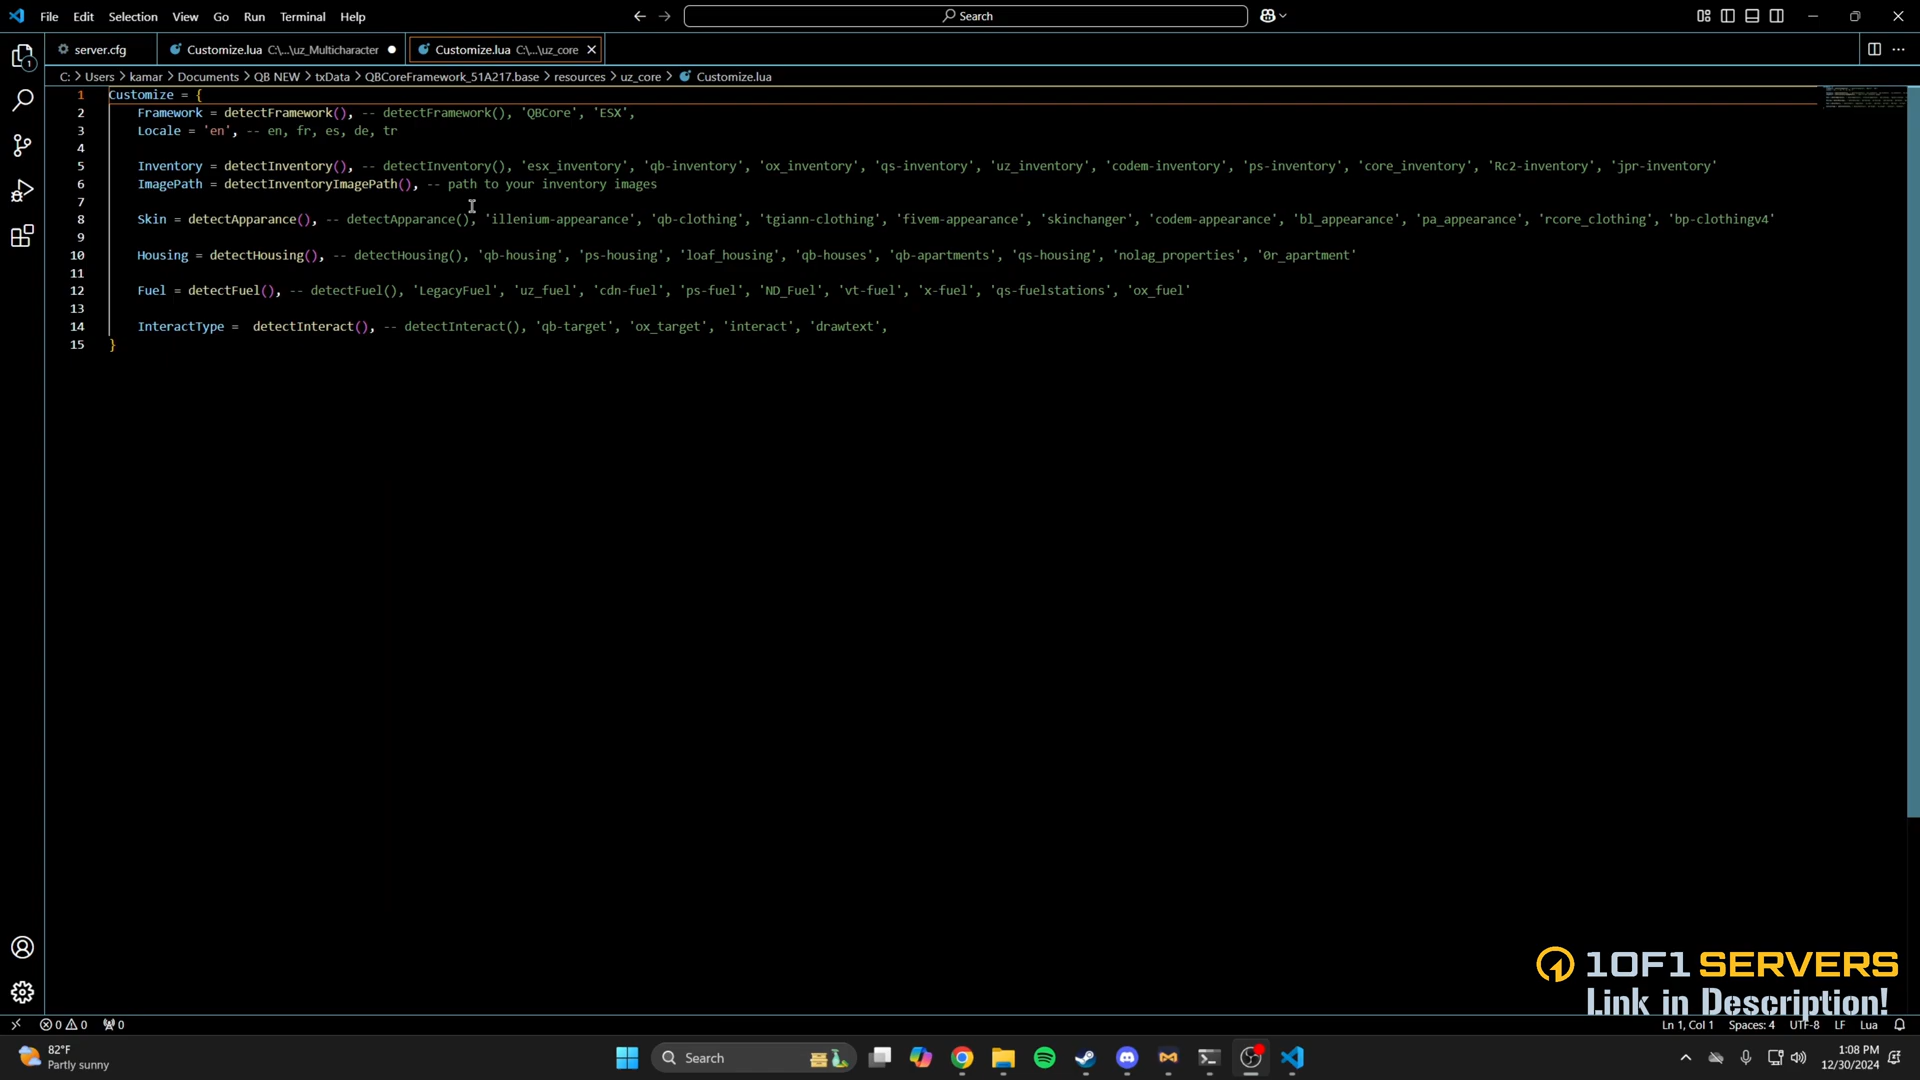 File Edit Selection View Go Run Terminal Help
Search
server.cfg
Customize.lua C:\...\uz_Multicharacter
Customize.lua C:\...\uz_core
C: > Users > kamar > Documents > QB NEW > txData > QBCoreFramework_51A217.base > resources > uz_core > Customize.lua
1 Customize = {
2 Framework = detectFramework(), -- detectFramework(), 'QBCore', 'ESX',
3 Locale = 'en', -- en, fr, es, de, tr
4
5 Inventory = detectInventory(), -- detectInventory(), 'esx_inventory', 'qb-inventory', 'ox_inventory', 'qs-inventory', 'uz_inventory', 'codem-inventory', 'ps-inventory', 'core_inventory', 'Rc2-inventory', 'jpr-inventory'
6 ImagePath = detectInventoryImagePath(), -- path to your inventory images
7
8 Skin = detectApparance(), -- detectApparance(), 'illenium-appearance', 'qb-clothing', 'tgiann-clothing', 'fivem-appearance', 'skinchanger', 'codem-appearance', 'bl_appearance', 'pa_appearance', 'rcore_clothing', 'bp-clothingv4'
9
10 Housing = detectHousing(), -- detectHousing(), 'qb-housing', 'ps-housing', 'loaf_housing', 'qb-houses', 'qb-apartments', 'qs-housing', 'nolag_properties', '0r_apartment'
11
12 Fuel = detectFuel(), -- detectFuel(), 'LegacyFuel', 'uz_fuel', 'cdn-fuel', 'ps-fuel', 'ND_Fuel', 'vt-fuel', 'x-fuel', 'qs-fuelstations', 'ox_fuel'
13
14 InteractType = detectInteract(), -- detectInteract(), 'qb-target', 'ox_target', 'interact', 'drawtext',
15 }
1
1OF1 SERVERS
Link in Description!
0 0 0
Ln 1, Col 1 Spaces: 4 UTF-8 LF Lua
82°F
Partly sunny
Search
1:08 PM
12/30/2024